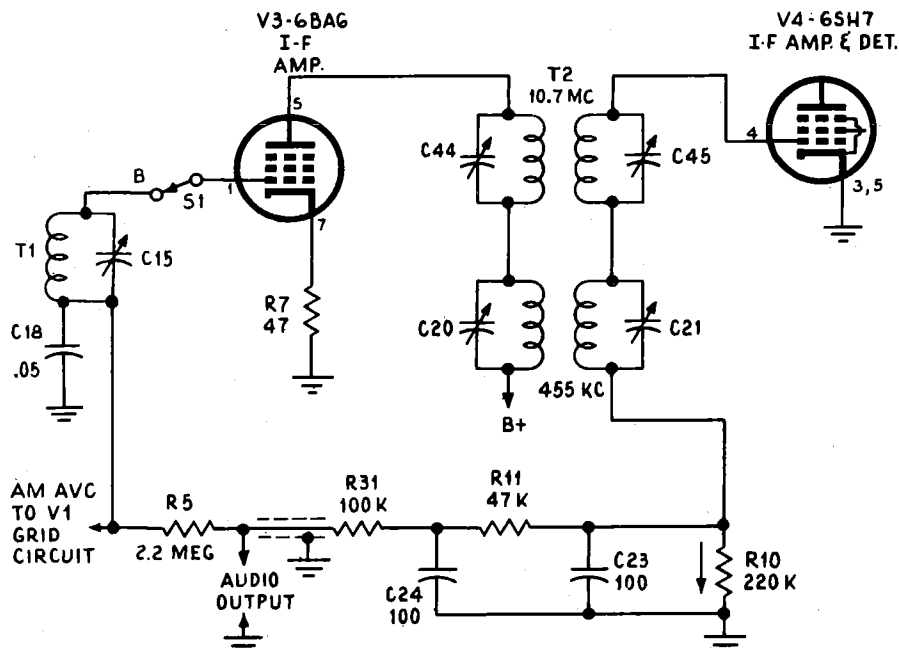 V3-6BA6
I-F
AMP.
V4-6SH7
I-F AMP. & DET.
T2
10.7 MC
5
C44
C45
4
3,5
B
S1
1
7
T1
C15
R7
47
C20
C21
C18
.05
455 KC
B+
AM AVC
TO V1
GRID
CIRCUIT
R5
2.2 MEG
R31
100 K
R11
47 K
AUDIO
OUTPUT
C24
100
C23
100
R10
220 K